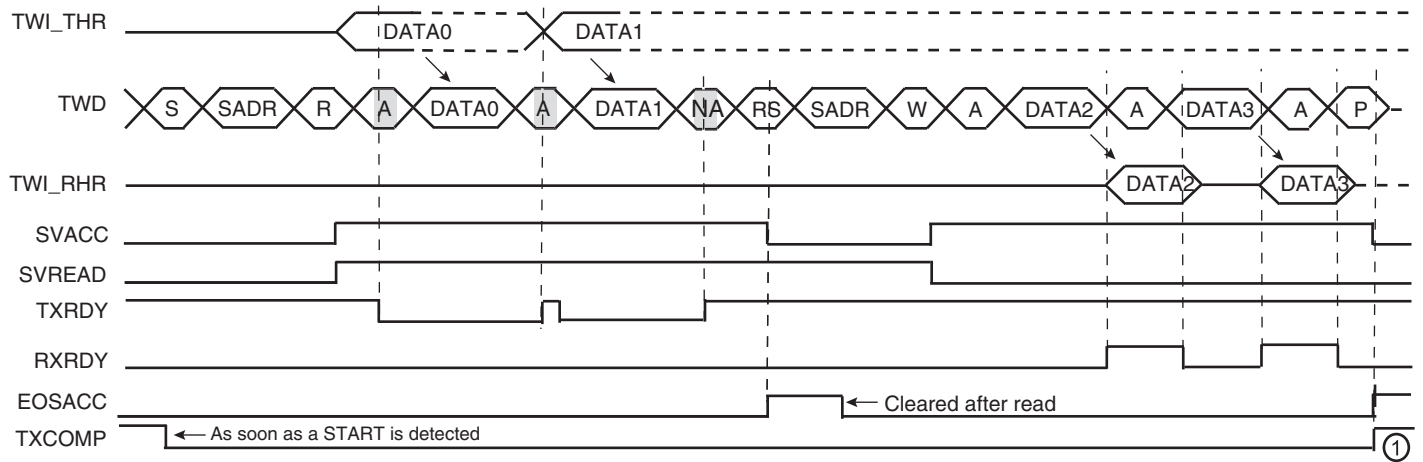 TWI_THR DATA0 DATA1
TWD S SADR R A DATA0 A DATA1 NA RS SADR W A DATA2 A DATA3 A P
TWI_RHR DATA2 DATA3
SVACC
SVREAD
TXRDY
RXRDY
EOSACC Cleared after read
TXCOMP As soon as a START is detected 1